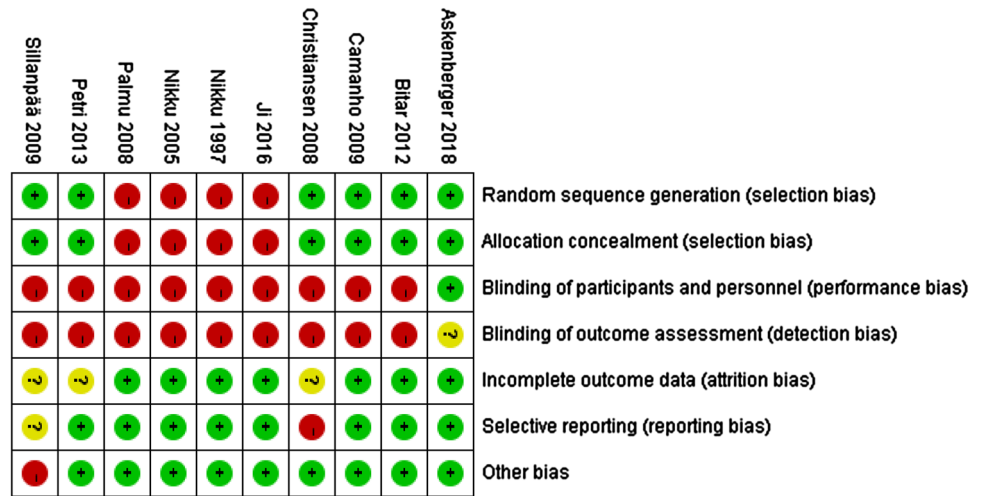 Sillanpää 2009
Petri 2013
Palmu 2008
Nikku 2005
Nikku 1997
Ji 2016
Christiansen 2008
Camanho 2009
Bitar 2012
Askenberger 2018
+ + - - - - + + + + Random sequence generation (selection bias)
+ + - - - - + + + + Allocation concealment (selection bias)
- - - - - - - - - + Blinding of participants and personnel (performance bias)
- - - - - - - - - ? Blinding of outcome assessment (detection bias)
? ? + + + + ? + + + Incomplete outcome data (attrition bias)
? + + + + + - + + + Selective reporting (reporting bias)
- + + + + + + + + + Other bias